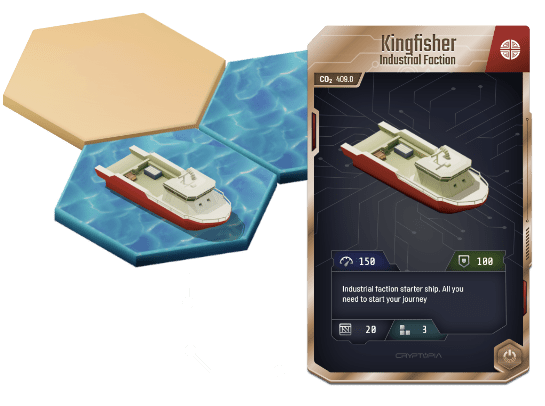 Kingfisher
Industrial Faction
CO₂ 409.0
150
100
Industrial faction starter ship. All you
need to start your journey
20
3
CRYPTOPIA